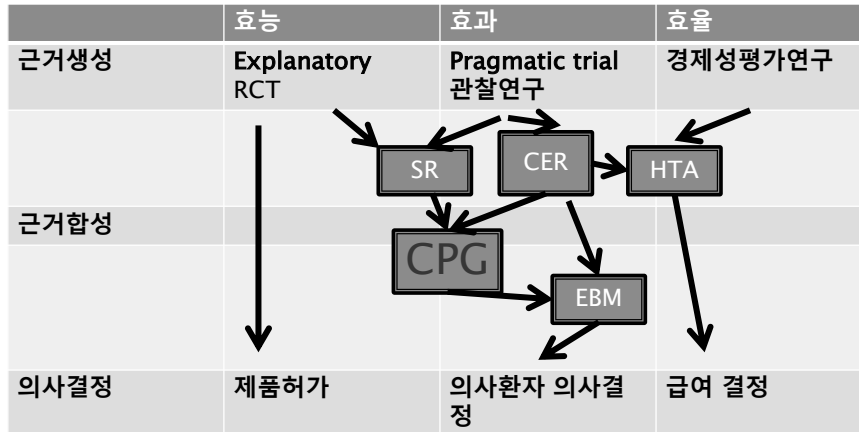 효능 효과 효율
근거생성 Explanatory Pragmatic trial 경제성평가연구
RCT 관찰연구
SR CER HTA
근거합성
CPG
EBM
의사결정 제품허가 의사환자 의사결 급여 결정
정